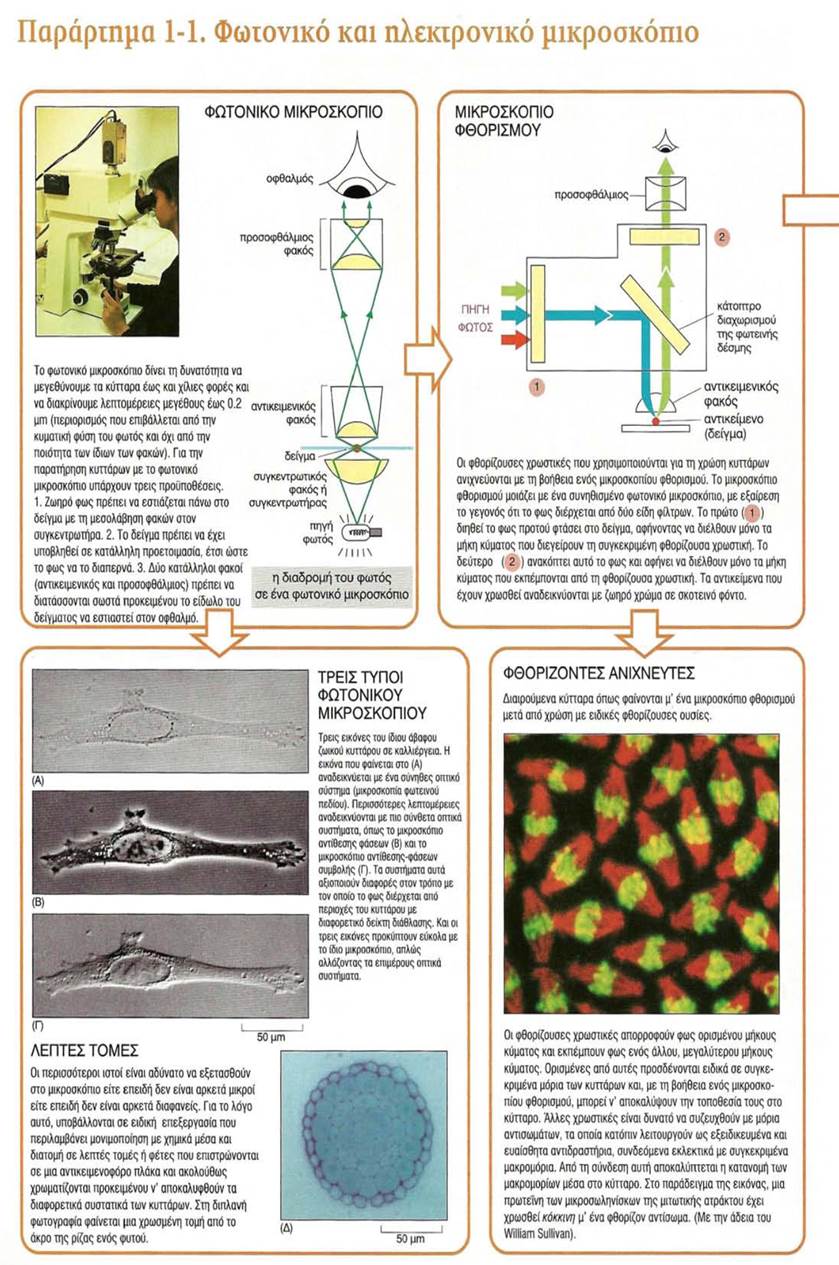 Παράρτημα 1-1. Φωτονικό και ηλεκτρονικό μικροσκόπιο
ΦΩΤΟΝΙΚΟ ΜΙΚΡΟΣΚΟΠΙΟ
οφθαλμός
προσοφθάλμιος
φακός
αντικειμενικός
φακός
δείγμα
συγκεντρωτικός
φακός ή
συγκεντρωτήρας
πηγή
φωτός
η διαδρομή του φωτός
σε ένα φωτονικό μικροσκόπιο
Το φωτονικό μικροσκόπιο δίνει τη δυνατότητα να
μεγεθύνουμε τα κύτταρα έως και χίλιες φορές και
να διακρίνουμε λεπτομέρειες μεγέθους έως 0.2
μm (περιορισμός που επιβάλλεται από την
κυματική φύση του φωτός και όχι από την
ποιότητα των ίδιων των φακών). Για την
παρατήρηση κυττάρων με το φωτονικό
μικροσκόπιο υπάρχουν τρεις προϋποθέσεις.
1. Ζωηρό φως πρέπει να εστιάζεται πάνω στο
δείγμα με τη μεσολάβηση φακών στον
συγκεντρωτήρα. 2. Το δείγμα πρέπει να έχει
υποβληθεί σε κατάλληλη προετοιμασία, έτσι ώστε
το φως να το διαπερνά. 3. Δύο κατάλληλοι φακοί
(αντικειμενικός και προσοφθάλμιος) πρέπει να
διατάσσονται σωστά προκειμένου το είδωλο του
δείγματος να εστιαστεί στον οφθαλμό.
ΜΙΚΡΟΣΚΟΠΙΟ
ΦΘΟΡΙΣΜΟΥ
προσοφθάλμιος
2
ΠΗΓΗ
ΦΩΤΟΣ
κάτοπτρο
διαχωρισμού
της φωτεινής
δέσμης
1
αντικειμενικός
φακός
αντικείμενο
(δείγμα)
Οι φθορίζουσες χρωστικές που χρησιμοποιούνται για τη χρώση κυττάρων
ανιχνεύονται με τη βοήθεια ενός μικροσκοπίου φθορισμού. Το μικροσκόπιο
φθορισμού μοιάζει με ένα συνηθισμένο φωτονικό μικροσκόπιο, με εξαίρεση
το γεγονός ότι το φως διέρχεται από δύο είδη φίλτρων. Το πρώτο ( 1 )
διηθεί το φως προτού φτάσει στο δείγμα, αφήνοντας να διέλθουν μόνο τα
μήκη κύματος που διεγείρουν τη συγκεκριμένη φθορίζουσα χρωστική. Το
δεύτερο ( 2 ) ανακόπτει αυτό το φως και αφήνει να διέλθουν μόνο τα μήκη
κύματος που εκπέμπονται από τη φθορίζουσα χρωστική. Τα αντικείμενα που
έχουν χρωσθεί αναδεικνύονται με ζωηρό χρώμα σε σκοτεινό φόντο.
(Α)
(Β)
(Γ)
50 μm
ΤΡΕΙΣ ΤΥΠΟΙ
ΦΩΤΟΝΙΚΟΥ
ΜΙΚΡΟΣΚΟΠΙΟΥ
Τρεις εικόνες του ίδιου άβαφου
ζωικού κυττάρου σε καλλιέργεια. Η
εικόνα που φαίνεται στο (Α)
αναδεικνύεται με ένα σύνηθες οπτικό
σύστημα (μικροσκοπία φωτεινού
πεδίου). Περισσότερες λεπτομέρειες
αναδεικνύονται με πιο σύνθετα οπτικά
συστήματα, όπως το μικροσκόπιο
αντίθεσης φάσεων (Β) και το
μικροσκόπιο αντίθεσης-φάσεων
συμβολής (Γ). Τα συστήματα αυτά
αξιοποιούν διαφορές στον τρόπο με
τον οποίο το φως διέρχεται από
περιοχές του κυττάρου με
διαφορετικό δείκτη διάθλασης. Και οι
τρεις εικόνες προκύπτουν εύκολα με
το ίδιο μικροσκόπιο, απλώς
αλλάζοντας τα επιμέρους οπτικά
συστήματα.
ΛΕΠΤΕΣ ΤΟΜΕΣ
Οι περισσότεροι ιστοί είναι αδύνατο να εξετασθούν
στο μικροσκόπιο είτε επειδή δεν είναι αρκετά μικροί
είτε επειδή δεν είναι αρκετά διαφανείς. Για το λόγο
αυτό, υποβάλλονται σε ειδική επεξεργασία που
περιλαμβάνει μονιμοποίηση με χημικά μέσα και
διατομή σε λεπτές τομές ή φέτες που επιστρώνονται
σε μια αντικειμενοφόρο πλάκα και ακολούθως
χρωματίζονται προκειμένου ν' αποκαλυφθούν τα
διαφορετικά συστατικά των κυττάρων. Στη διπλανή
φωτογραφία φαίνεται μια χρωσμένη τομή από το
άκρο της ρίζας ενός φυτού.
(Δ)
50 μm
ΦΘΟΡΙΖΟΝΤΕΣ ΑΝΙΧΝΕΥΤΕΣ
Διαιρούμενα κύτταρα όπως φαίνονται μ' ένα μικροσκόπιο φθορισμού
μετά από χρώση με ειδικές φθορίζουσες ουσίες.
Οι φθορίζουσες χρωστικές απορροφούν φως ορισμένου μήκους
κύματος και εκπέμπουν φως ενός άλλου, μεγαλύτερου μήκους
κύματος. Ορισμένες από αυτές προσδένονται ειδικά σε συγκε-
κριμένα μόρια των κυττάρων και, με τη βοήθεια ενός μικροσκο-
πίου φθορισμού, μπορεί ν' αποκαλύψουν την τοποθεσία τους στο
κύτταρο. Άλλες χρωστικές είναι δυνατό να συζευχθούν με μόρια
αντισωμάτων, τα οποία κατόπιν λειτουργούν ως εξειδικευμένα και
ευαίσθητα αντιδραστήρια, συνδεόμενα εκλεκτικά με συγκεκριμένα
μακρομόρια. Από τη σύνδεση αυτή αποκαλύπτεται η κατανομή των
μακρομορίων μέσα στο κύτταρο. Στο παράδειγμα της εικόνας, μια
πρωτεΐνη των μικροσωληνίσκων της μιτωτικής ατράκτου έχει
χρωσθεί κόκκινη μ' ένα φθορίζον αντίσωμα. (Με την άδεια του
William Sullivan).